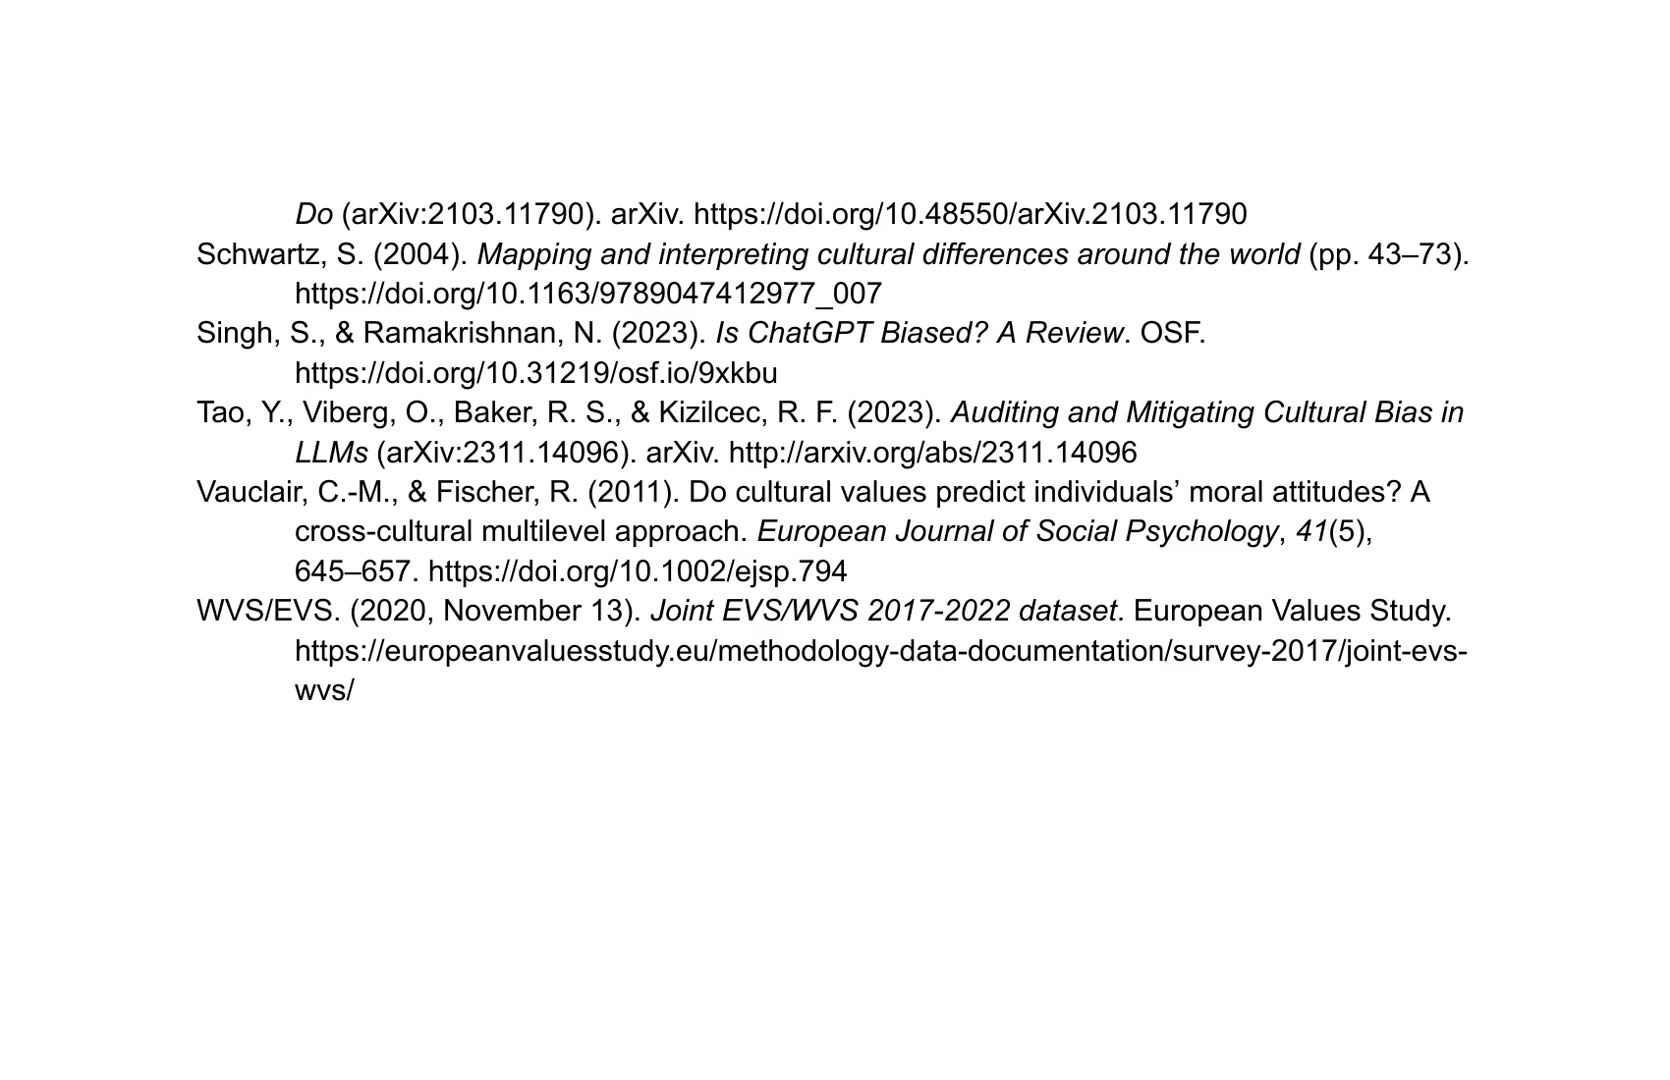 Do (arXiv:2103.11790). arXiv. https://doi.org/10.48550/arXiv.2103.11790
Schwartz, S. (2004). Mapping and interpreting cultural differences around the world (pp. 43–73).
https://doi.org/10.1163/9789047412977_007
Singh, S., & Ramakrishnan, N. (2023). Is ChatGPT Biased? A Review. OSF.
https://doi.org/10.31219/osf.io/9xkbu
Tao, Y., Viberg, O., Baker, R. S., & Kizilcec, R. F. (2023). Auditing and Mitigating Cultural Bias in
LLMs (arXiv:2311.14096). arXiv. http://arxiv.org/abs/2311.14096
Vauclair, C.-M., & Fischer, R. (2011). Do cultural values predict individuals’ moral attitudes? A
cross-cultural multilevel approach. European Journal of Social Psychology, 41(5),
645–657. https://doi.org/10.1002/ejsp.794
WVS/EVS. (2020, November 13). Joint EVS/WVS 2017-2022 dataset. European Values Study.
https://europeanvaluesstudy.eu/methodology-data-documentation/survey-2017/joint-evs-
wvs/